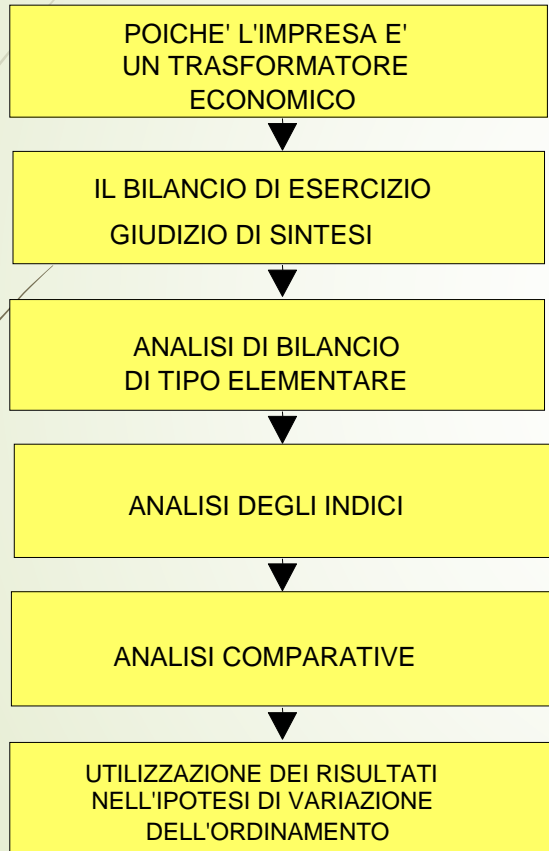 POICHE' L'IMPRESA E'
UN TRASFORMATORE
ECONOMICO
IL BILANCIO DI ESERCIZIO
GIUDIZIO DI SINTESI
ANALISI DI BILANCIO
DI TIPO ELEMENTARE
ANALISI DEGLI INDICI
ANALISI COMPARATIVE
UTILIZZAZIONE DEI RISULTATI
NELL'IPOTESI DI VARIAZIONE
DELL'ORDINAMENTO